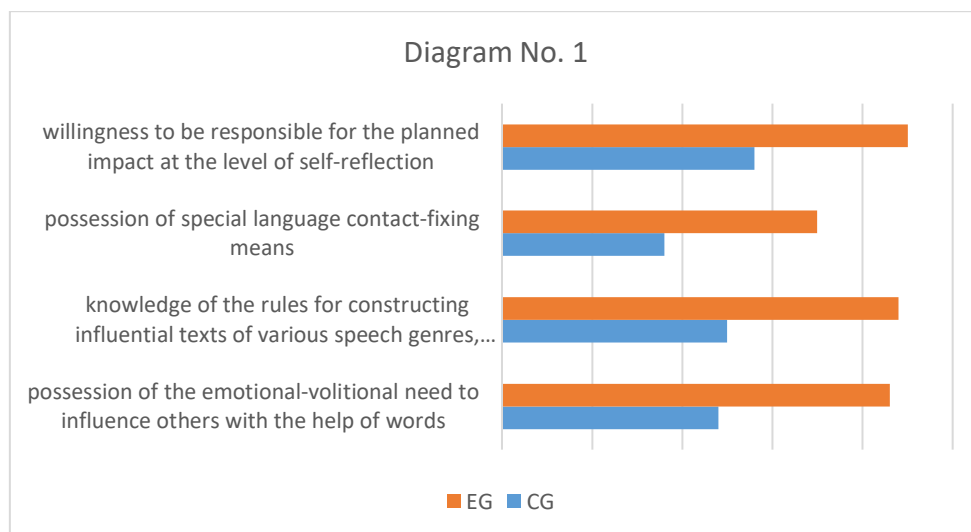 Diagram No. 1
willingness to be responsible for the planned
impact at the level of self-reflection
possession of special language contact-fixing
means
knowledge of the rules for constructing
influential texts of various speech genres,...
possession of the emotional-volitional need to
influence others with the help of words
EG CG